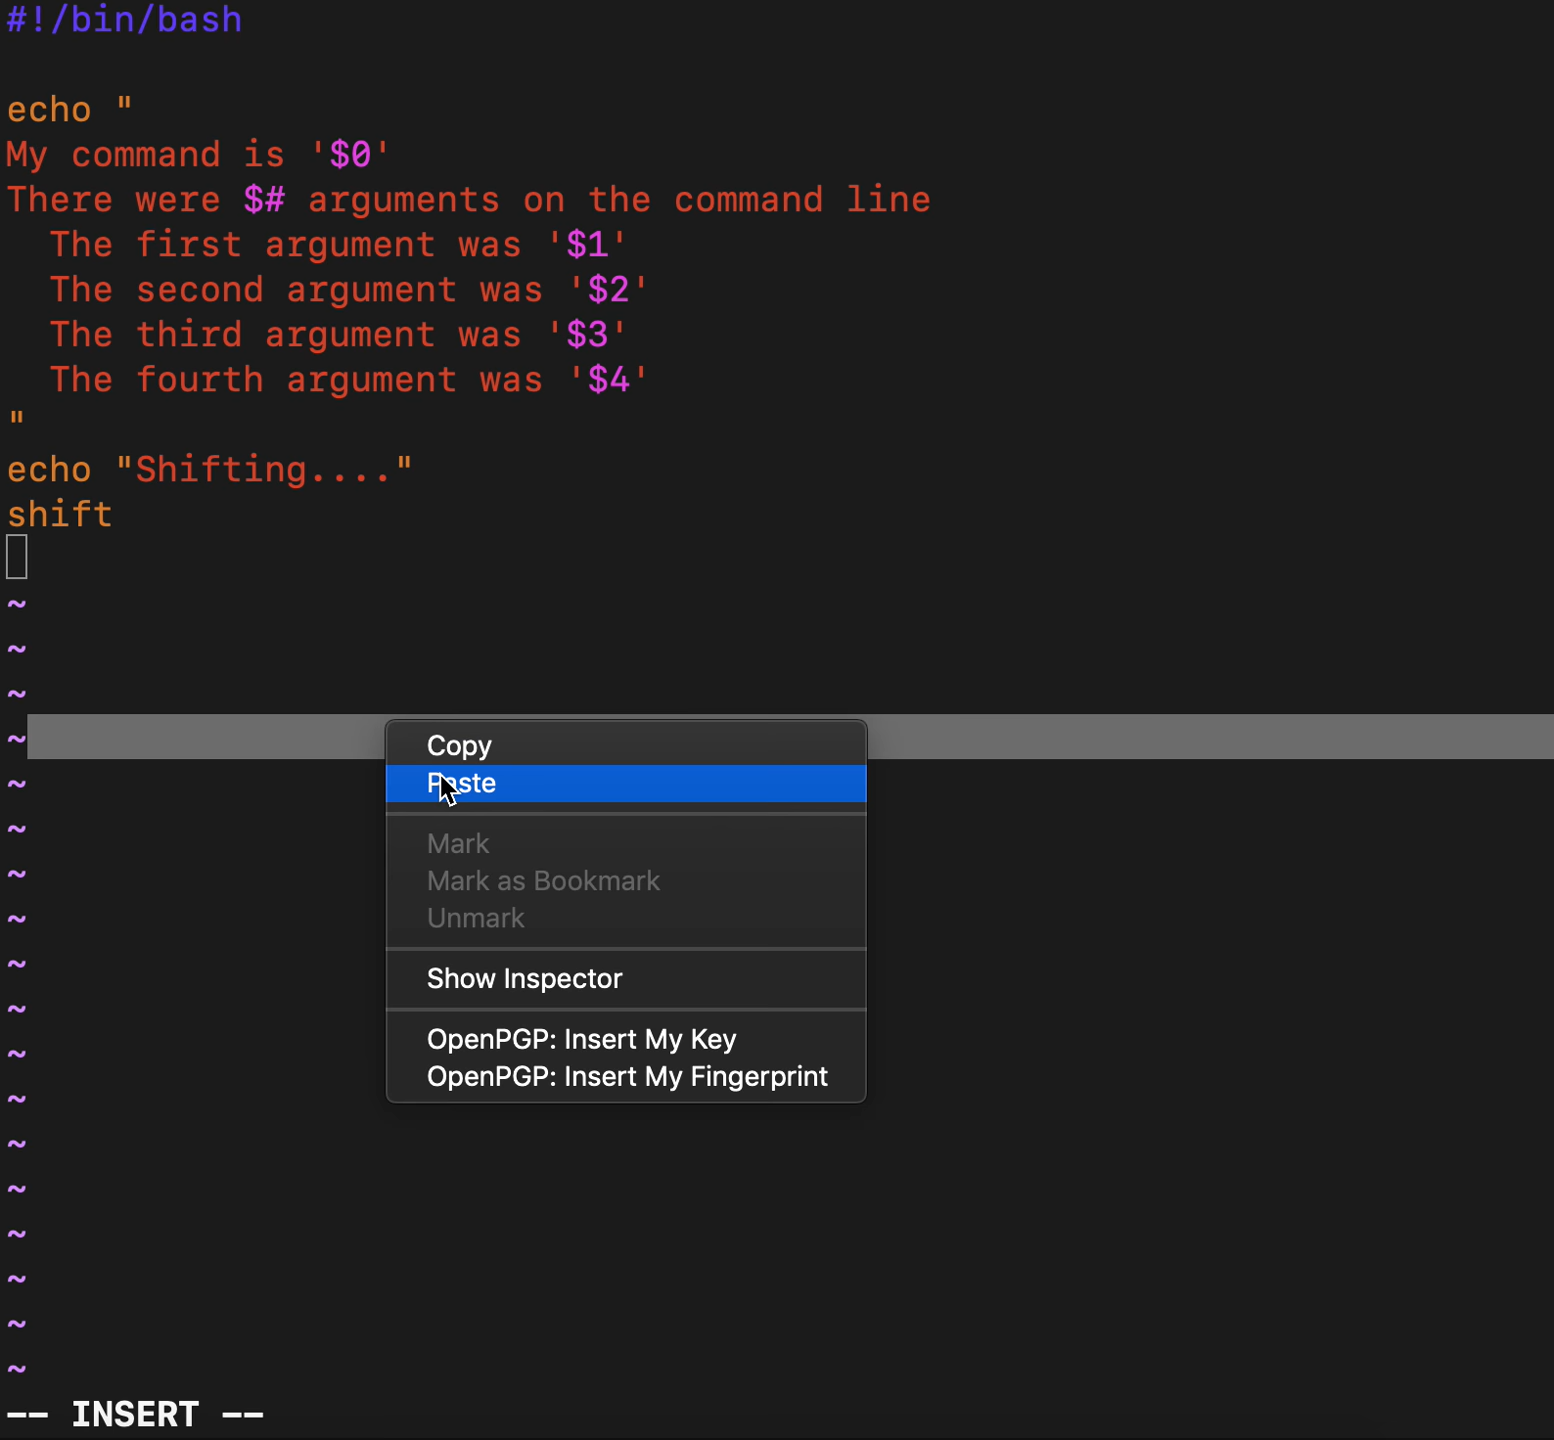 #!/bin/bash

echo "
My command is '$0'
There were $# arguments on the command line
  The first argument was '$1'
  The second argument was '$2'
  The third argument was '$3'
  The fourth argument was '$4'
"
echo "Shifting...."
shift
~
~
~
~
Copy
Paste
~
~
Mark
~
Mark as Bookmark
~
Unmark
~
Show Inspector
~
~
OpenPGP: Insert My Key
~
OpenPGP: Insert My Fingerprint
~
~
~
~
~
~
~
-- INSERT --